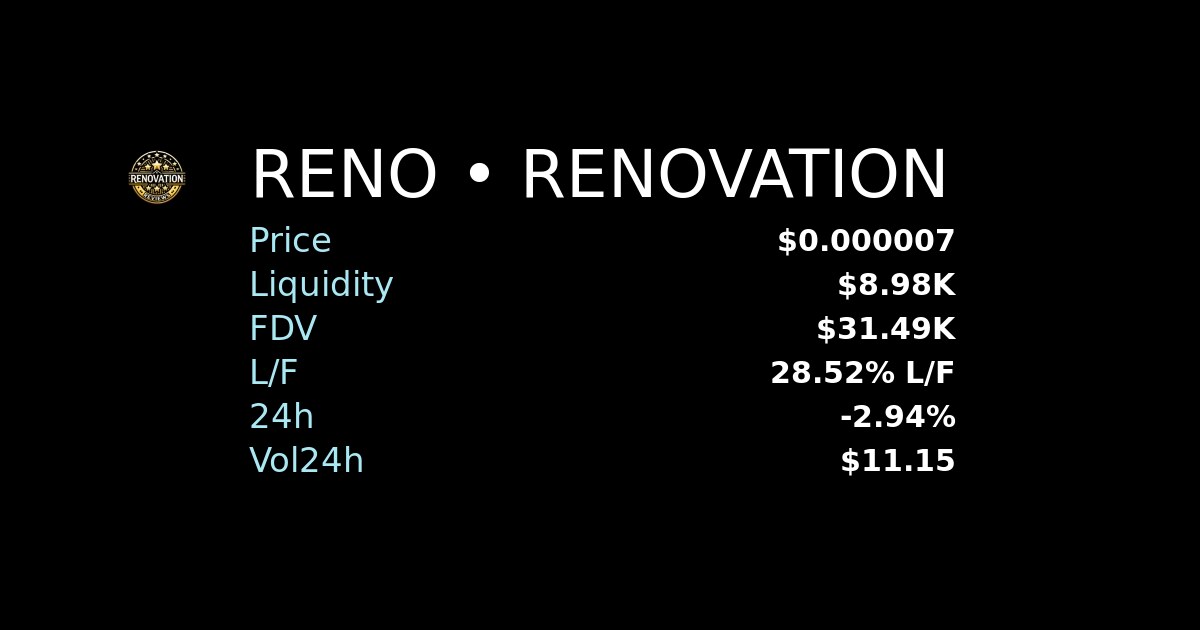 RENOVATION
REVIEWS
RENO • RENOVATION
Price $0.000007
Liquidity $8.98K
FDV $31.49K
L/F 28.52% L/F
24h -2.94%
Vol24h $11.15